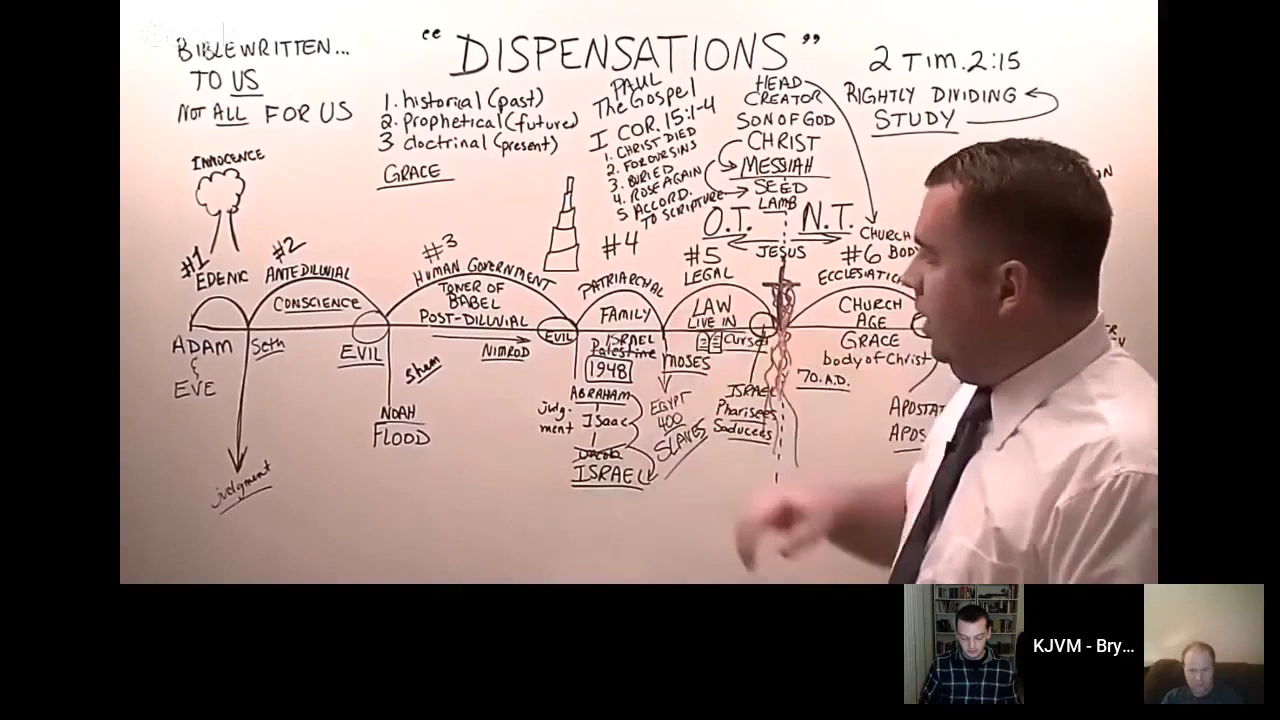 BIBLE WRITTEN...
TO US
NOT ALL FOR US
"DISPENSATIONS"
2 TIM. 2:15
RIGHTLY DIVIDING
STUDY
1. historical (past)
2. prophetical (future)
3 doctrinal (present)
GRACE
PAUL
The Gospel
I COR. 15:1-4
1. CHRIST DIED
2. FOR OUR SINS
3. BURIED
4. ROSE AGAIN
5 ACCORD.
TO SCRIPTURE
HEAD
CREATOR
SON OF GOD
CHRIST
MESSIAH
SEED
LAMB
O.T. N.T.
JESUS
CHURCH
BODY
INNOCENCE
#1
EDENIC
#2
ANTEDILUVIAL
CONSCIENCE
#3
HUMAN GOVERNMENT
TOWER OF
BABEL
POST-DILUVIAL
#4
PATRIARCHAL
FAMILY
#5
LEGAL
LAW
LIVE IN
Curse
#6
CHURCH
AGE
GRACE
body of Christ
ADAM
EVE
Seth
judgment
EVIL
NOAH
FLOOD
Shem
NIMROD
EVIL
ISRAEL
Palestine
1948
ABRAHAM
judg-
ment
Isaac
Jacob
ISRAEL
MOSES
EGYPT
400
SLAVES
ISRAEL
Pharisees
Saducees
70. A.D.
APOSTAT
APOS
KJVM - Bry...